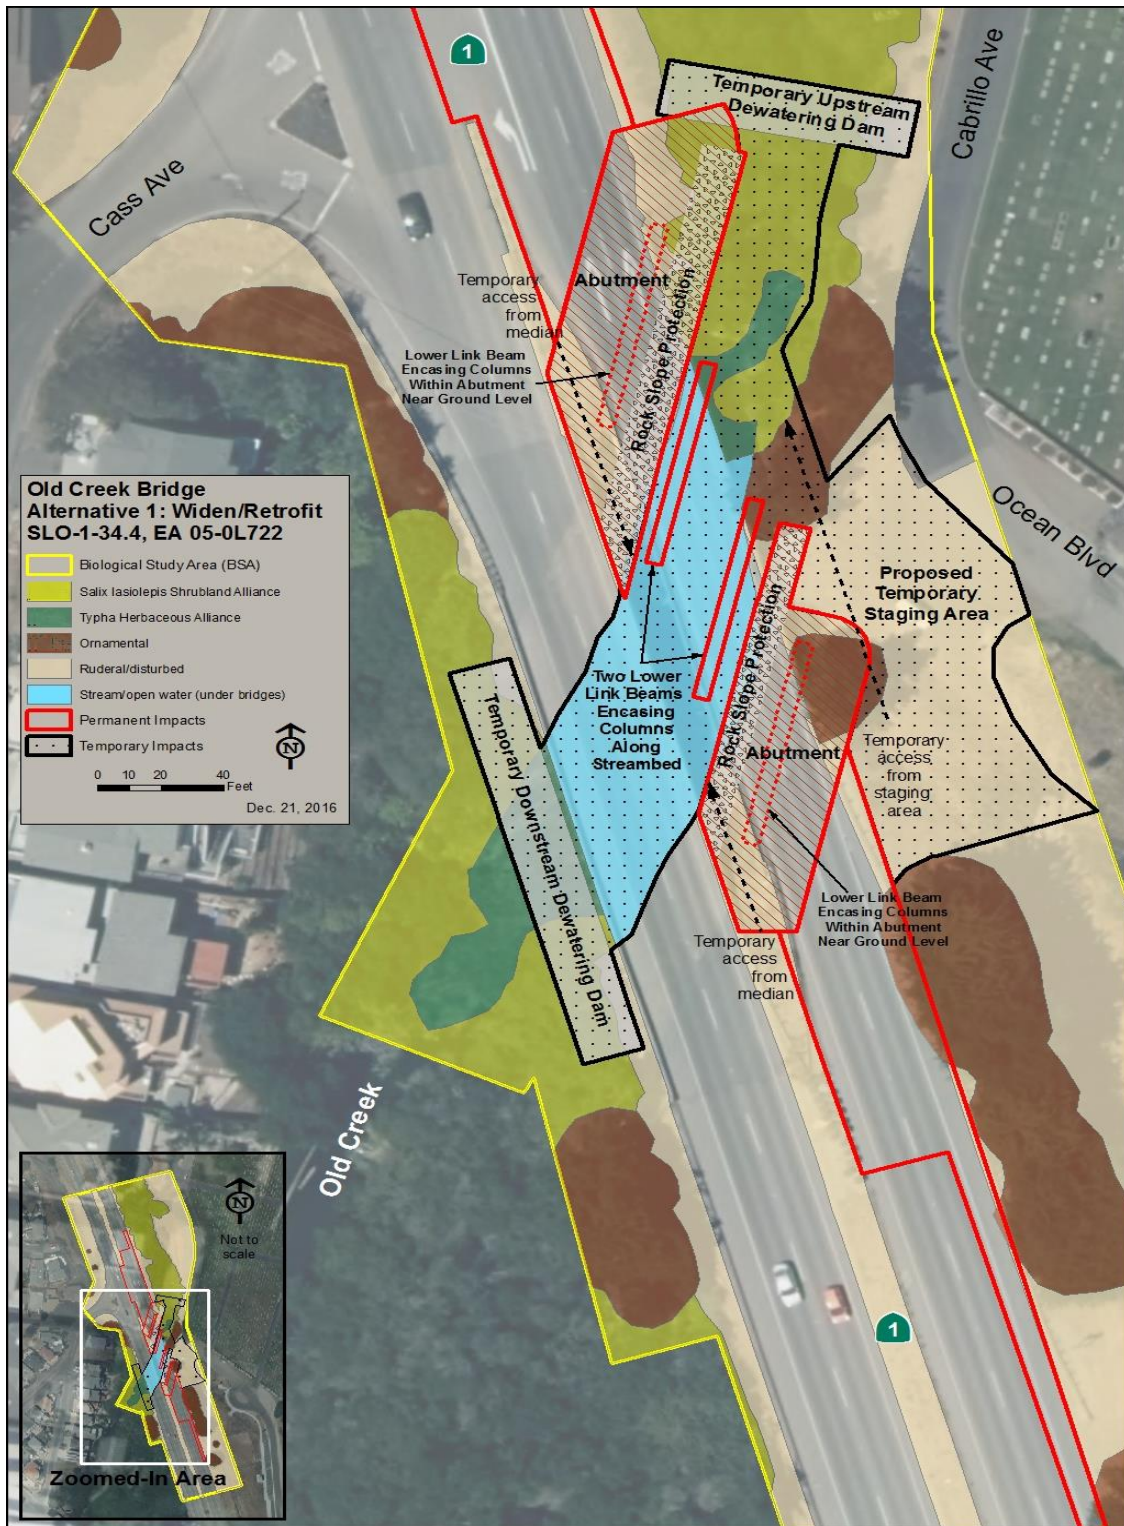 1
Temporary Upstream
Dewatering Dam
Cabrillo Ave
Cass Ave
Temporary
access
from
median
Abutment
Rock Slope Protection
Lower Link Beam
Encasing Columns
Within Abutment
Near Ground Level
Old Creek Bridge
Alternative 1: Widen/Retrofit
SLO-1-34.4, EA 05-0L722
Biological Study Area (BSA)
Salix lasiolepis Shrubland Alliance
Typha Herbaceous Alliance
Ornamental
Ruderal/disturbed
Stream/open water (under bridges)
Permanent Impacts
Temporary Impacts
N
0 10 20 40
Feet
Dec. 21, 2016
Ocean Blvd
Proposed
Temporary
Staging Area
Two Lower
Link Beams
Encasing
Columns
Along
Streambed
Rock Slope Protection
Abutment
Temporary
access
from
staging
area
Temporary Downstream Dewatering Dam
Lower Link Beam
Encasing Columns
Within Abutment
Near Ground Level
Temporary
access
from
median
Old Creek
N
Not to
scale
Zoomed-In Area
1